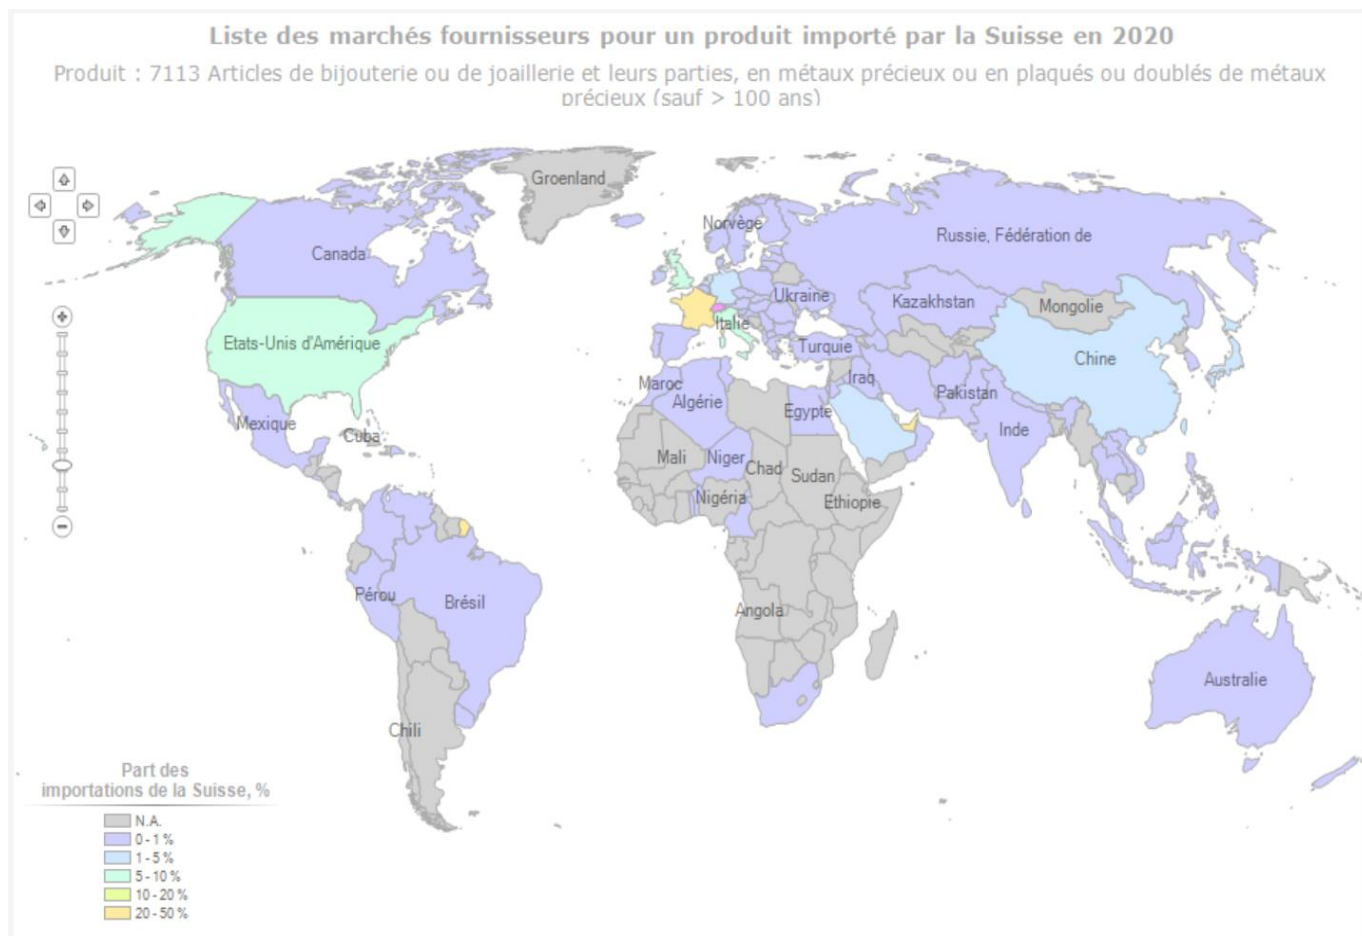 Liste des marchés fournisseurs pour un produit importé par la Suisse en 2020
Produit : 7113 Articles de bijouterie ou de joaillerie et leurs parties, en métaux précieux ou en plaqués ou doublés de métaux
précieux (sauf > 100 ans)
Groenland
Norvège
Russie, Fédération de
Canada
Ukraine
Kazakhstan
Mongolie
Italie
Etats-Unis d'Amérique
Turquie
Chine
Maroc
Iraq
Pakistan
Algérie
Egypte
Mexique
Inde
Cuba
Mali
Niger
Chad
Sudan
Nigéria
Ethiopie
Pérou
Brésil
Angola
Australie
Chili
Part des
importations de la Suisse, %
N.A.
0 - 1 %
1 - 5 %
5 - 10 %
10 - 20 %
20 - 50 %